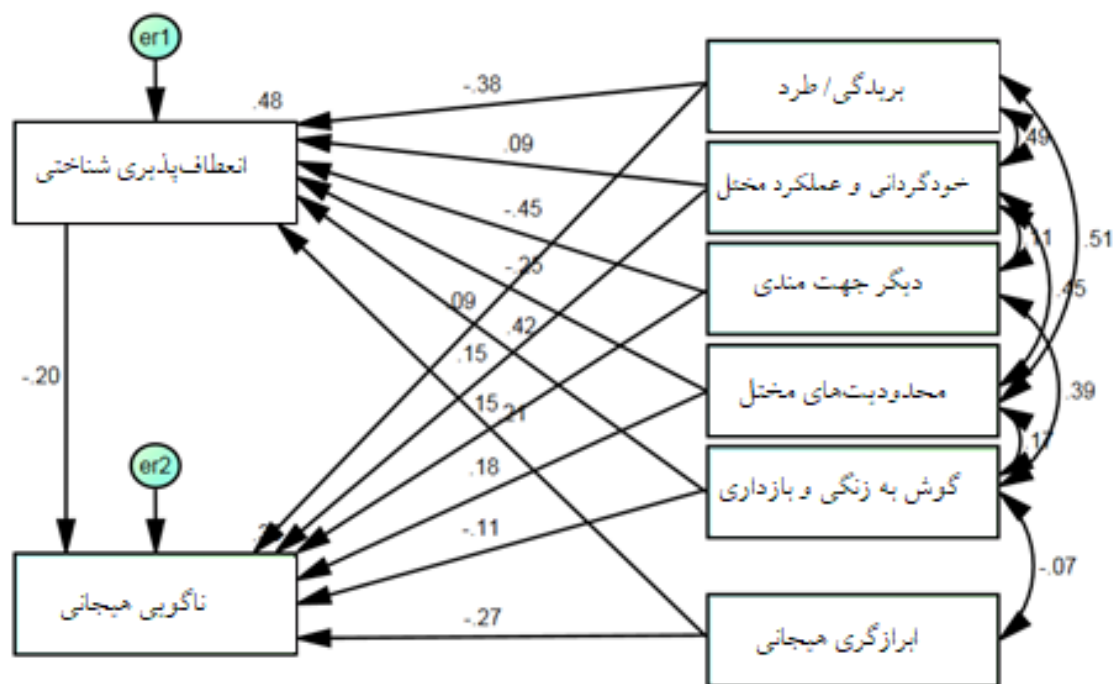 er1
.48
انعطاف‌پذیری شناختی
-.38
.09
-.45
-.25
.09
.42
.15
.15
.21
.18
-.11
-.27
-.20
er2
ناگویی هیجانی
بریدگی/ طرد
خودگردانی و عملکرد مختل
دیگر جهت مندی
محدودیت‌های مختل
گوش به زنگی و بازداری
ابرازگری هیجانی
.49
.11
.51
.45
.39
.17
-.07